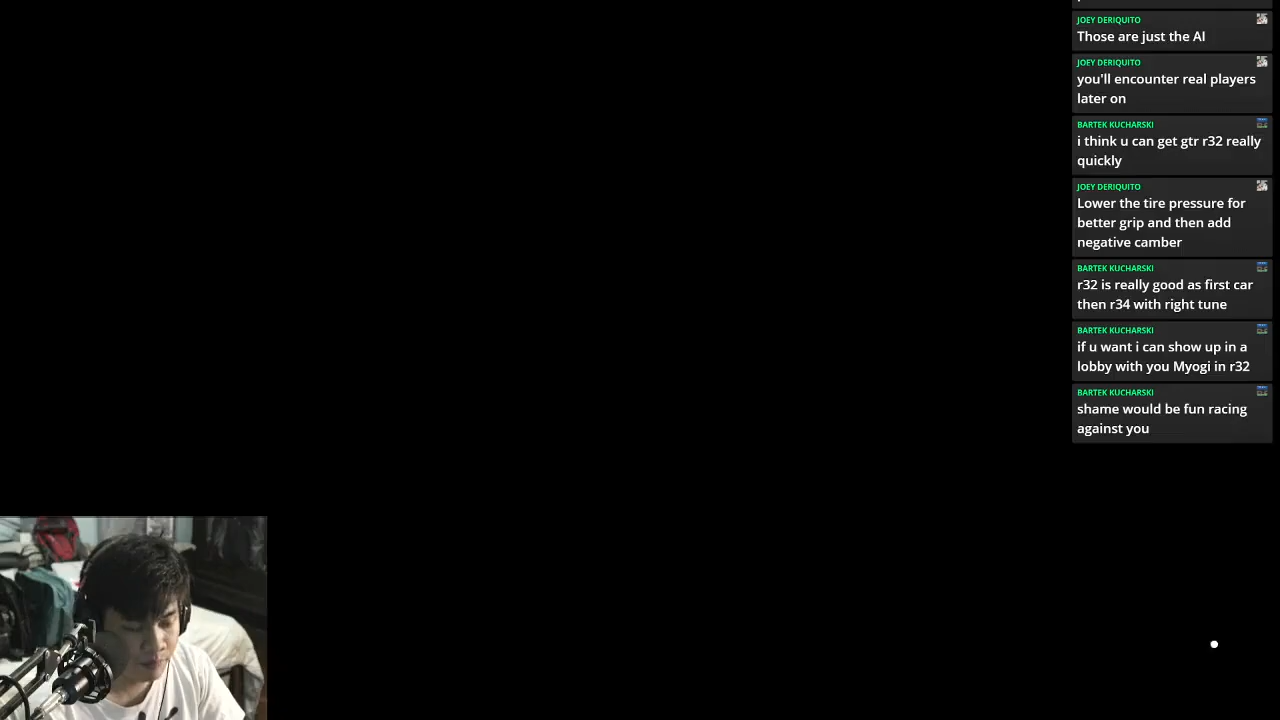 JOEY DERIQUITO
Those are just the AI
JOEY DERIQUITO
you'll encounter real players
later on
BARTEK KUCHARSKI
i think u can get gtr r32 really
quickly
JOEY DERIQUITO
Lower the tire pressure for
better grip and then add
negative camber
BARTEK KUCHARSKI
r32 is really good as first car
then r34 with right tune
BARTEK KUCHARSKI
if u want i can show up in a
lobby with you Myogi in r32
BARTEK KUCHARSKI
shame would be fun racing
against you